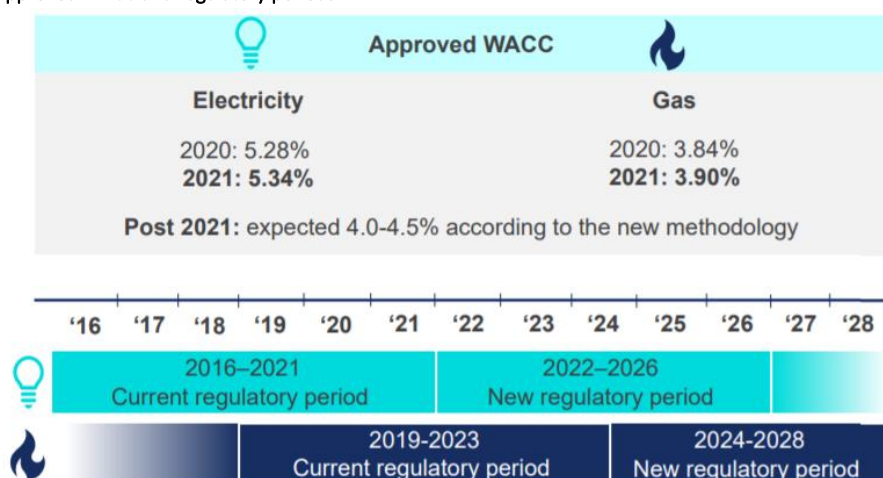 Approved WACC
Electricity
Gas
2020: 5.28%
2020: 3.84%
2021: 5.34%
2021: 3.90%
Post 2021: expected 4.0-4.5% according to the new methodology
‘16 ‘17 ‘18 ‘19 ‘20 ‘21 ‘22 ‘23 ‘24 ‘25 ‘26 ‘27 ‘28
2016–2021
2022–2026
Current regulatory period
New regulatory period
2019-2023
2024-2028
Current regulatory period
New regulatory period